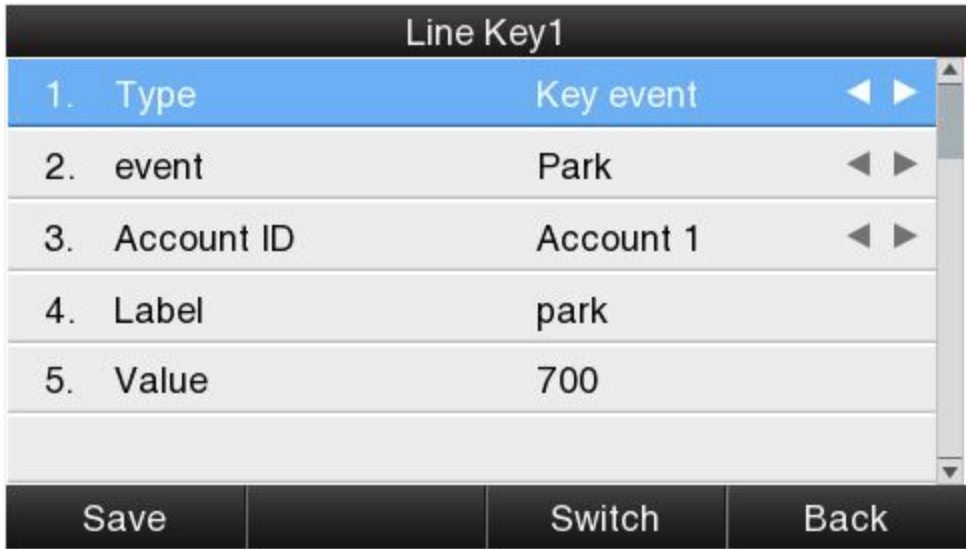 Line Key1
1. Type Key event
2. event Park
3. Account ID Account 1
4. Label park
5. Value 700
Save Switch Back